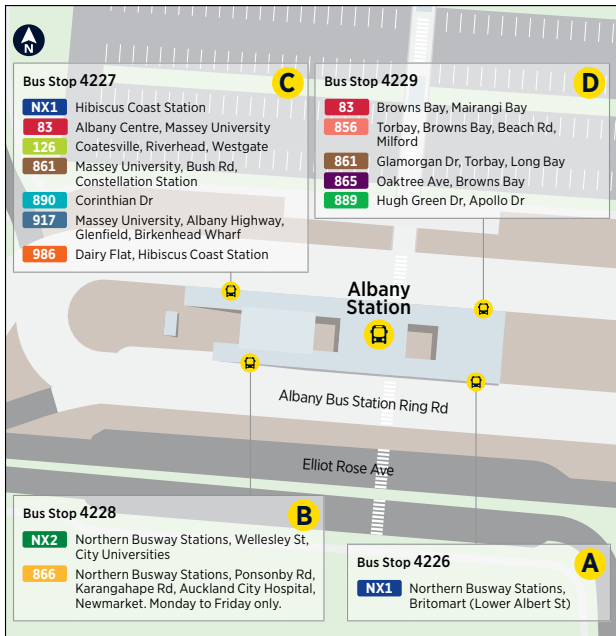 N
Bus Stop 4227
C
NX1 Hibiscus Coast Station
83 Albany Centre, Massey University
126 Coatesville, Riverhead, Westgate
861 Massey University, Bush Rd,
Constellation Station
890 Corinthian Dr
917 Massey University, Albany Highway,
Glenfield, Birkenhead Wharf
986 Dairy Flat, Hibiscus Coast Station
Bus Stop 4229
D
83 Browns Bay, Mairangi Bay
856 Torbay, Browns Bay, Beach Rd,
Milford
861 Glamorgan Dr, Torbay, Long Bay
865 Oaktree Ave, Browns Bay
889 Hugh Green Dr, Apollo Dr
Albany
Station
Albany Bus Station Ring Rd
Elliot Rose Ave
Bus Stop 4228
B
NX2 Northern Busway Stations, Wellesley St,
City Universities
866 Northern Busway Stations, Ponsonby Rd,
Karangahape Rd, Auckland City Hospital,
Newmarket. Monday to Friday only.
Bus Stop 4226
A
NX1 Northern Busway Stations,
Britomart (Lower Albert St)